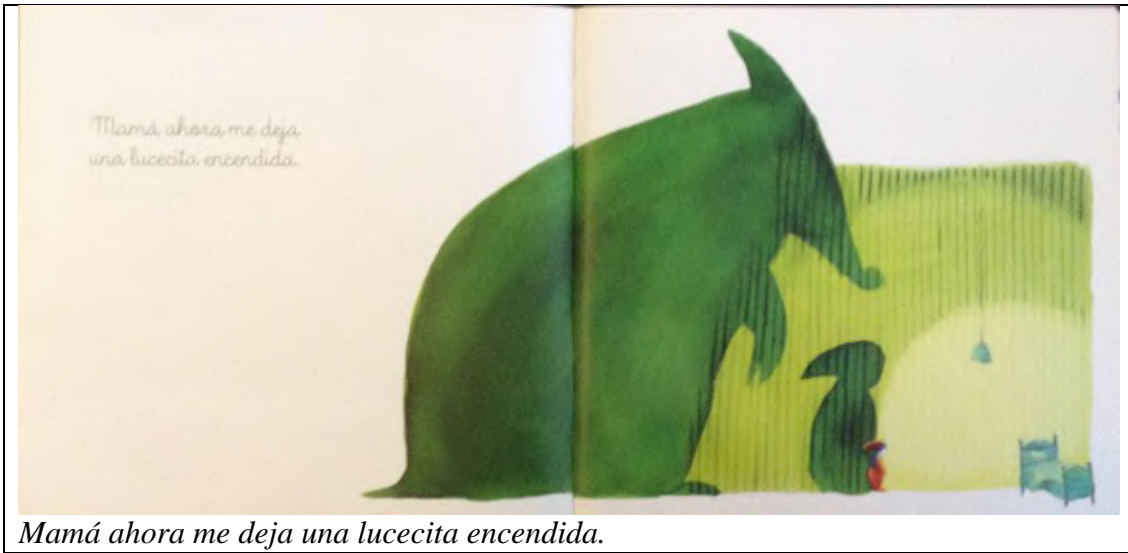 Mamá ahora me deja
una lucecita encendida.
Mamá ahora me deja una lucecita encendida.